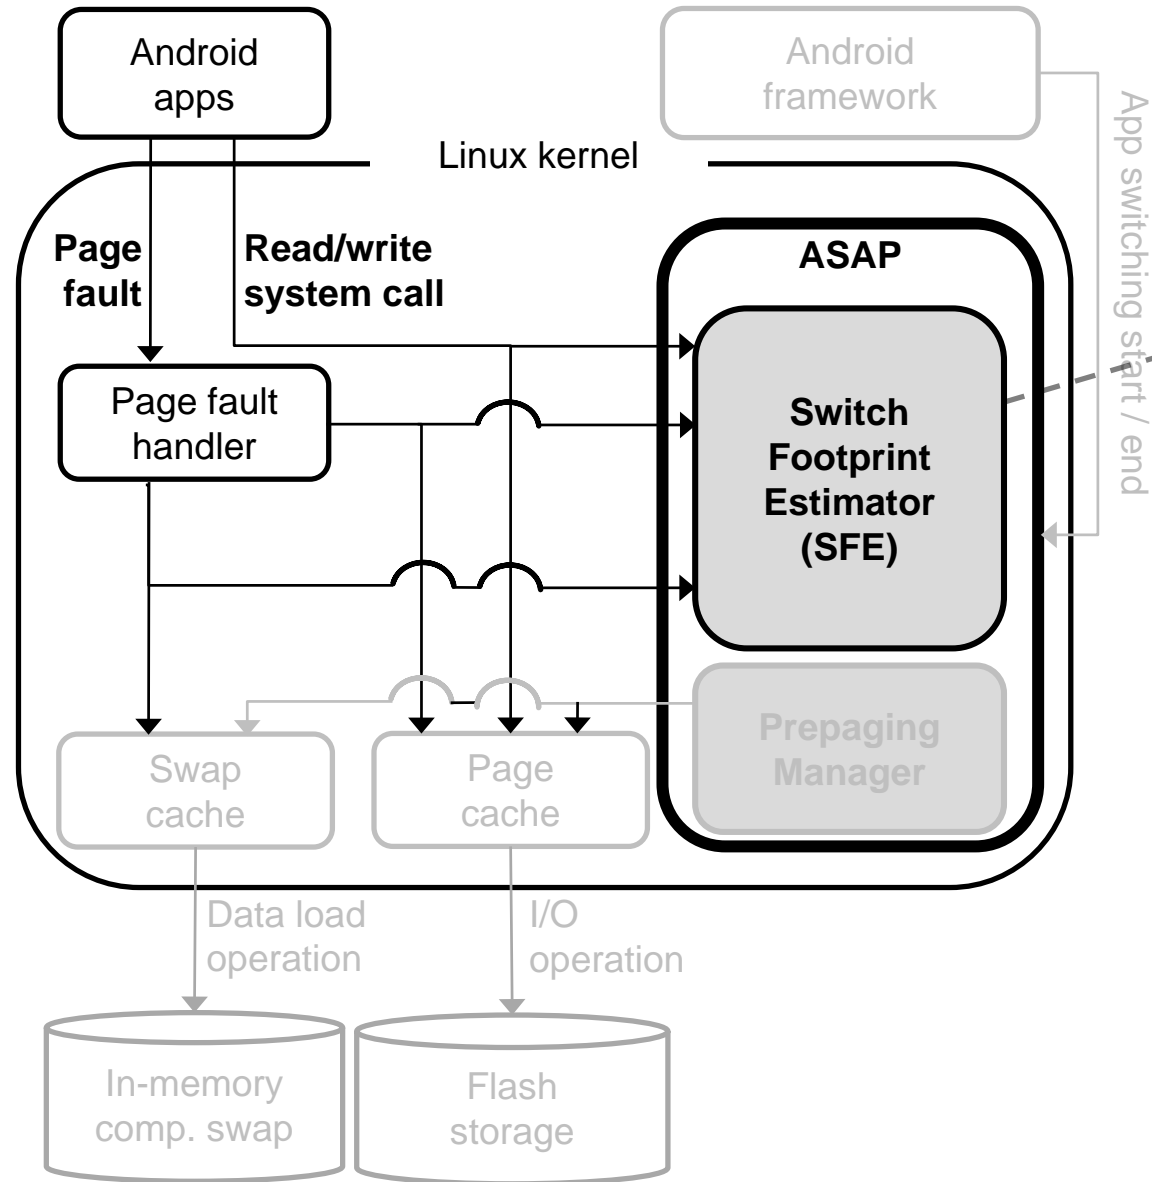 Android
apps
Android
framework
App switching start / end
Linux kernel
Page
fault
Read/write
system call
ASAP
Page fault
handler
Switch
Footprint
Estimator
(SFE)
Swap
cache
Page
cache
Prepaging
Manager
Data load
operation
I/O
operation
In-memory
comp. swap
Flash
storage